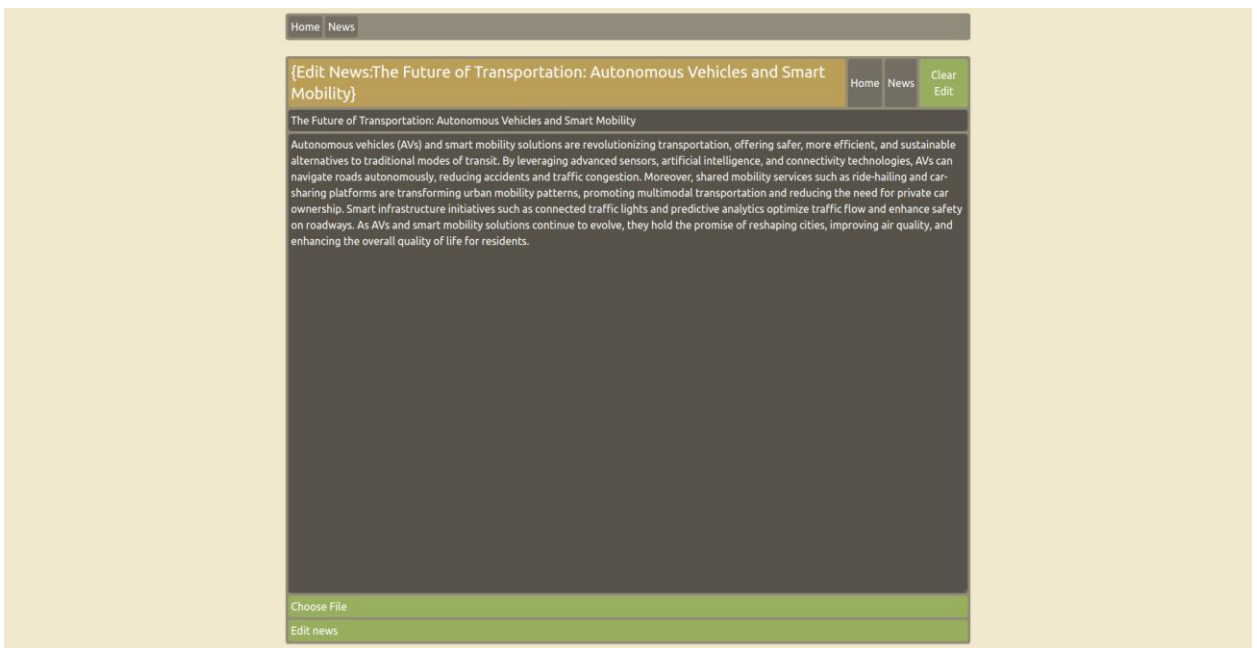 Home News
{Edit News:The Future of Transportation: Autonomous Vehicles and Smart
Mobility}
Home News Clear
Edit
The Future of Transportation: Autonomous Vehicles and Smart Mobility
Autonomous vehicles (AVs) and smart mobility solutions are revolutionizing transportation, offering safer, more efficient, and sustainable
alternatives to traditional modes of transit. By leveraging advanced sensors, artificial intelligence, and connectivity technologies, AVs can
navigate roads autonomously, reducing accidents and traffic congestion. Moreover, shared mobility services such as ride-hailing and car-
sharing platforms are transforming urban mobility patterns, promoting multimodal transportation and reducing the need for private car
ownership. Smart infrastructure initiatives such as connected traffic lights and predictive analytics optimize traffic flow and enhance safety
on roadways. As AVs and smart mobility solutions continue to evolve, they hold the promise of reshaping cities, improving air quality, and
enhancing the overall quality of life for residents.
Choose File
Edit news